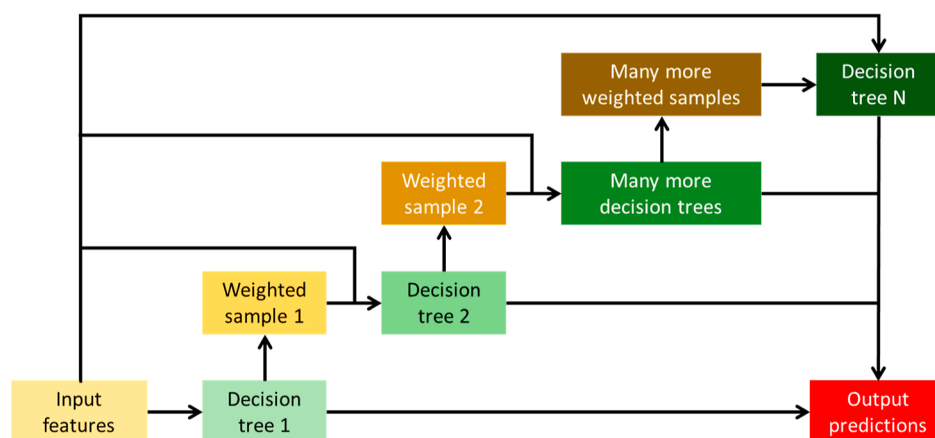 Many more
weighted samples
Decision
tree N
Weighted
sample 2
Many more
decision trees
Weighted
sample 1
Decision
tree 2
Input
features
Decision
tree 1
Output
predictions